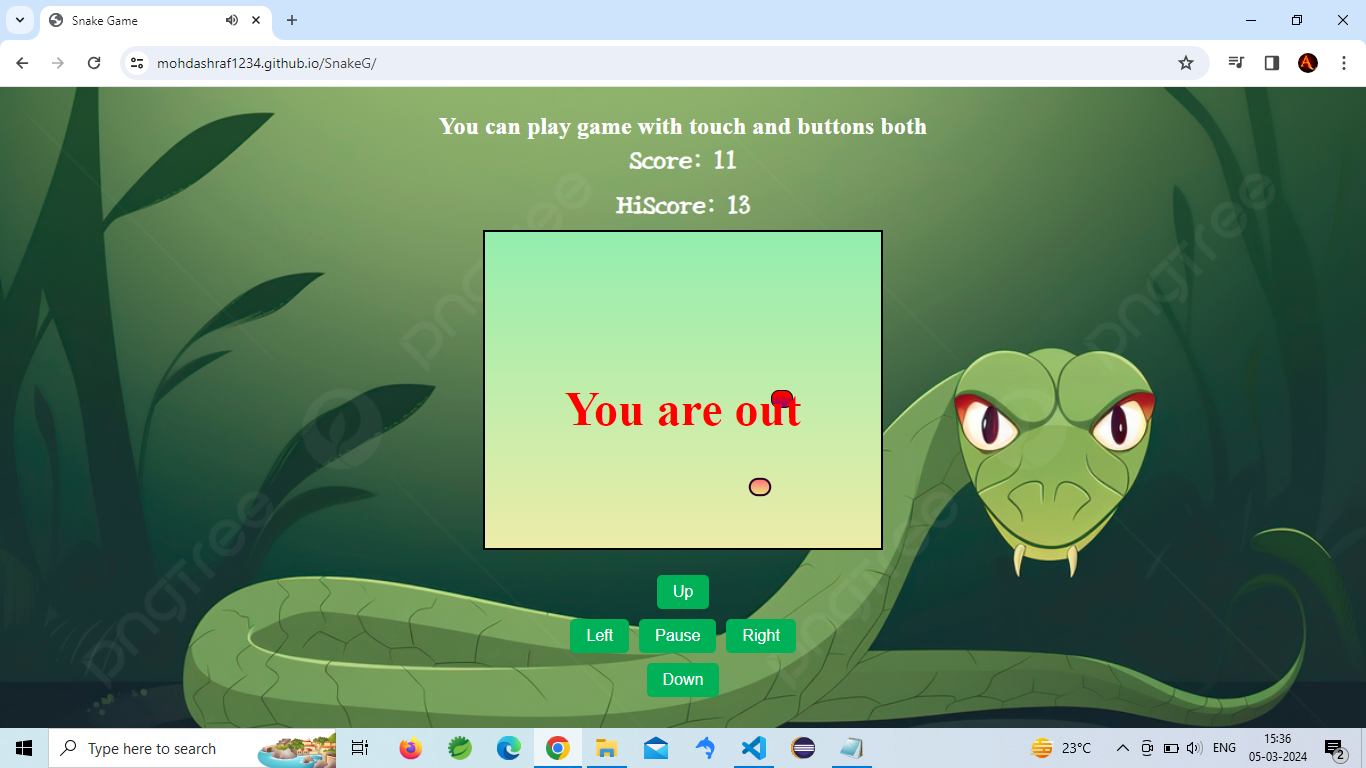 Snake Game
mohdashraf1234.github.io/SnakeG/
You can play game with touch and buttons both
Score: 11
HiScore: 13
You are out
Up
Left Pause Right
Down
pngtree
pngtree
pngtree
Type here to search
23°C
ENG
15:36
05-03-2024
2